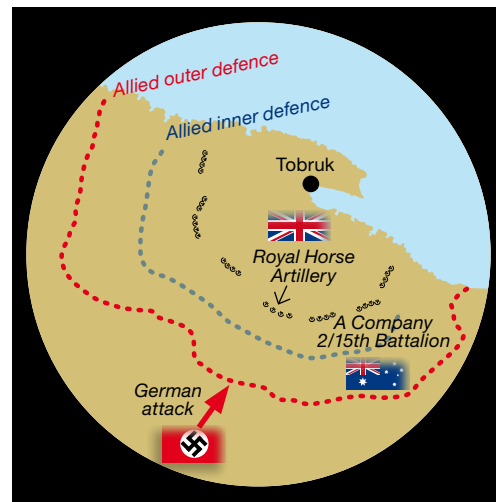 Allied outer defence
Allied inner defence
Tobruk
Royal Horse
Artillery
A Company
2/15th Battalion
German
attack